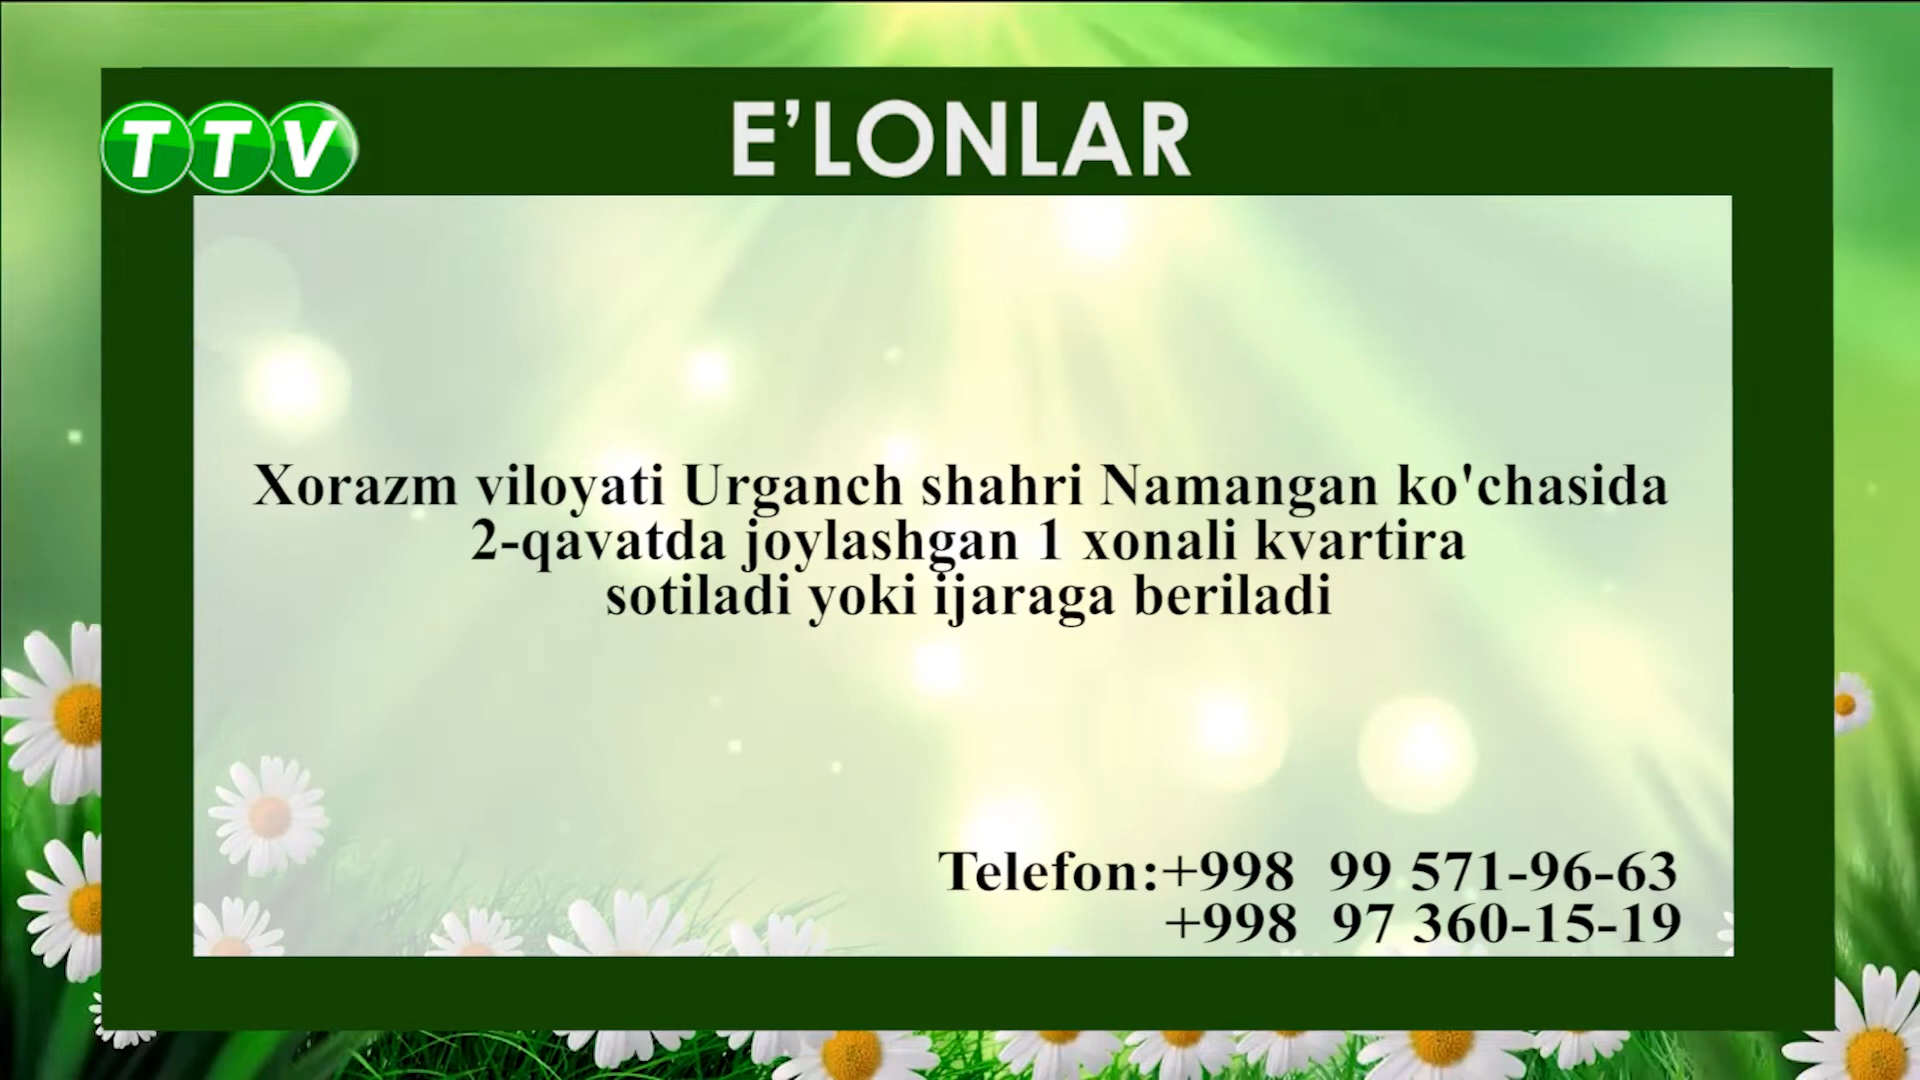 TTV
E’LONLAR
Xorazm viloyati Urganch shahri Namangan ko'chasida
2-qavatda joylashgan 1 xonali kvartira
sotiladi yoki ijaraga beriladi
Telefon:+998 99 571-96-63
+998 97 360-15-19